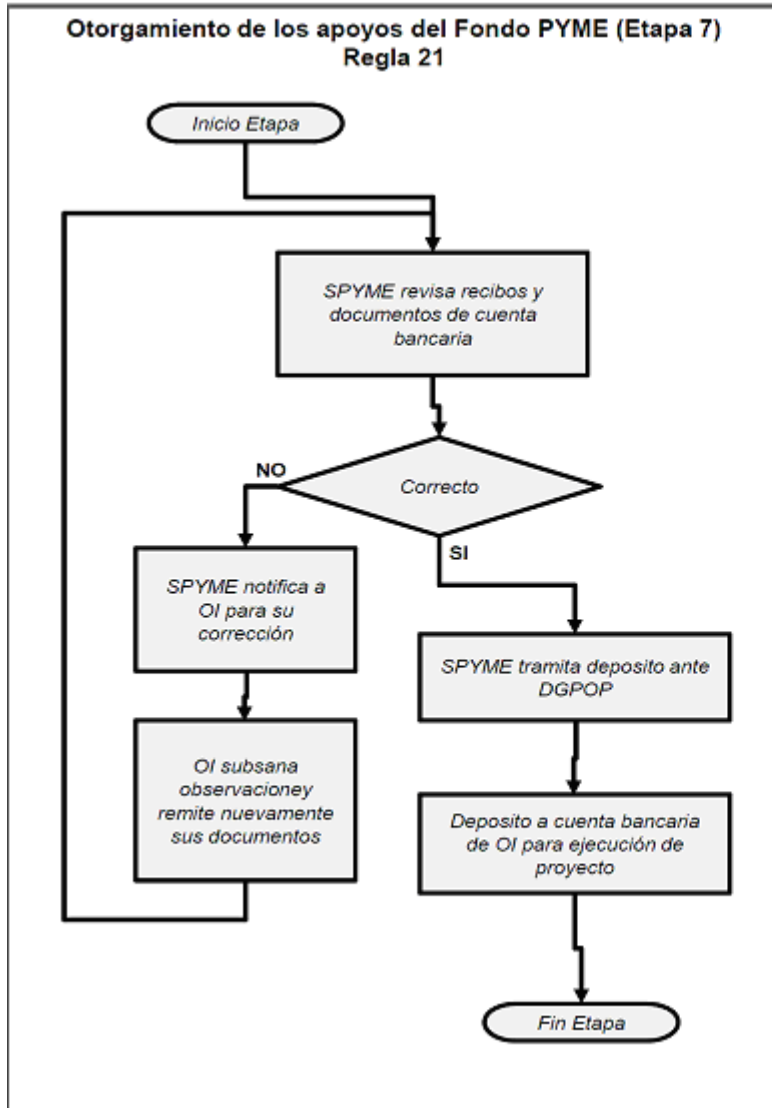 Otorgamiento de los apoyos del Fondo PYME (Etapa 7)
Regla 21
Inicio Etapa
SPYME revisa recibos y
documentos de cuenta
bancaria
Correcto
NO
SI
SPYME notifica a
OI para su
corrección
OI subsana
observacioney
remite nuevamente
sus documentos
SPYME tramita deposito ante
DGPOP
Deposito a cuenta bancaria
de OI para ejecución de
proyecto
Fin Etapa